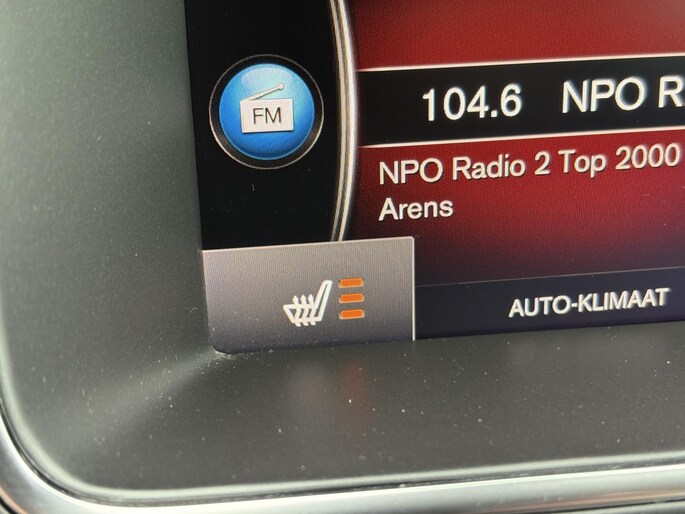 FM
104.6 NPO R
NPO Radio 2 Top 2000
Arens
AUTO-KLIMAAT